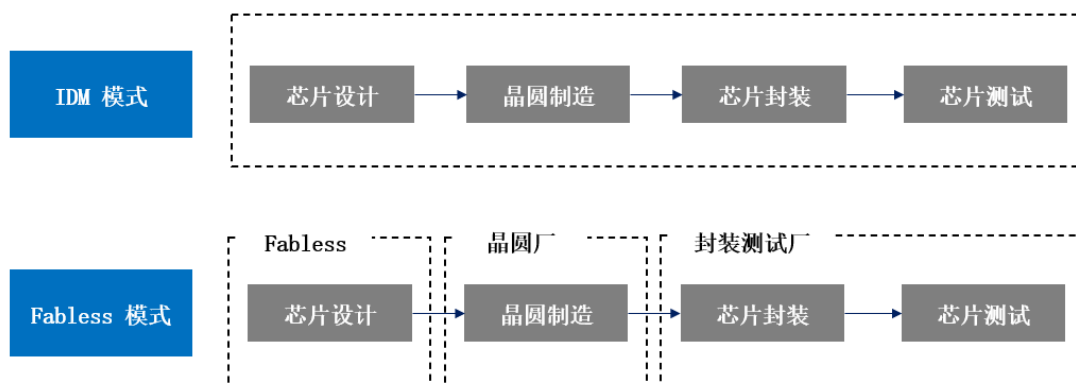 IDM 模式
芯片设计
晶圆制造
芯片封装
芯片测试
Fabless
晶圆厂
封装测试厂
Fabless 模式
芯片设计
晶圆制造
芯片封装
芯片测试